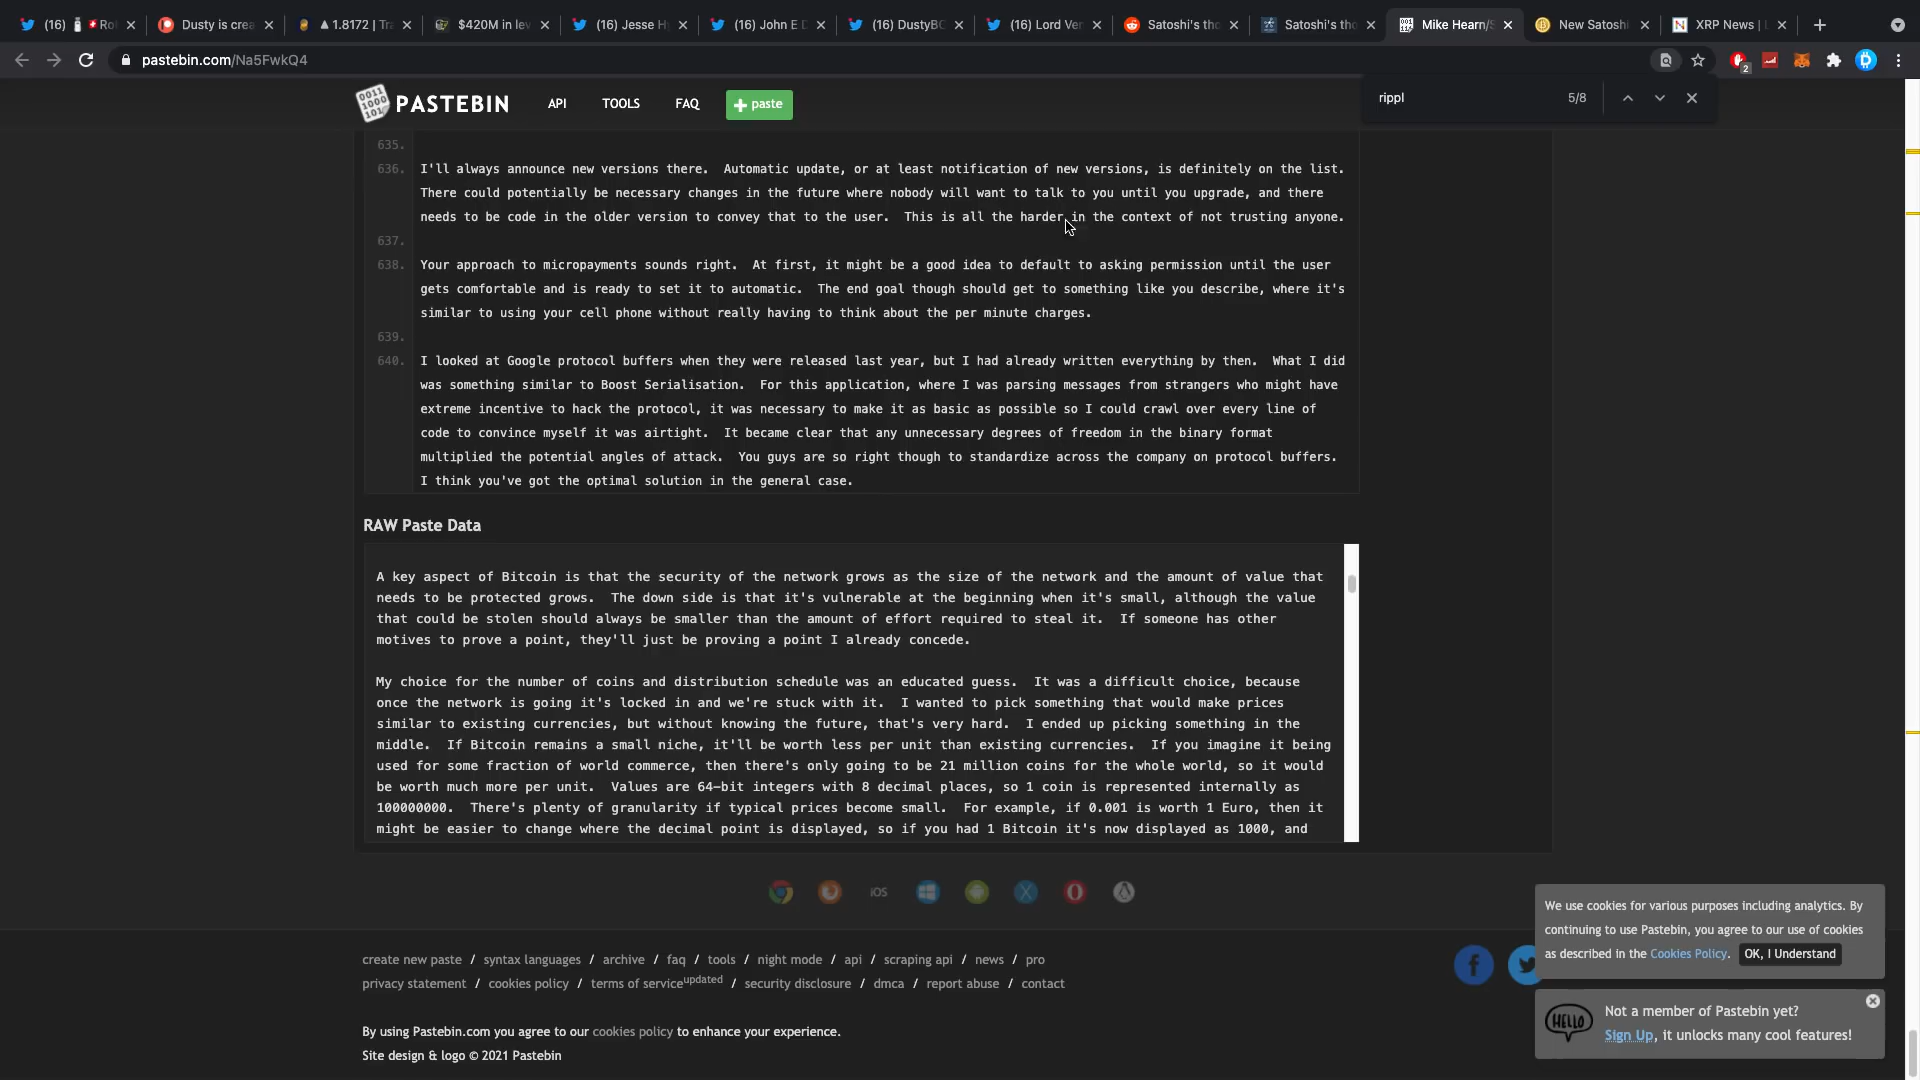 (16) Rol
Dusty is crea
▲ 1.8172 | Tra
$420M in lev
(16) Jesse H
(16) John E D
(16) DustyBC
(16) Lord Ver
Satoshi's tho
Satoshi's tho
Mike Hearn/S
New Satoshi
XRP News |
pastebin.com/Na5FwkQ4
2
rippl
5/8
PASTEBIN
API
TOOLS
FAQ
+ paste
635.
636. I'll always announce new versions there.  Automatic update, or at least notification of new versions, is definitely on the list.
There could potentially be necessary changes in the future where nobody will want to talk to you until you upgrade, and there
needs to be code in the older version to convey that to the user.  This is all the harder in the context of not trusting anyone.
637.
638. Your approach to micropayments sounds right.  At first, it might be a good idea to default to asking permission until the user
gets comfortable and is ready to set it to automatic.  The end goal though should get to something like you describe, where it's
similar to using your cell phone without really having to think about the per minute charges.
639.
640. I looked at Google protocol buffers when they were released last year, but I had already written everything by then.  What I did
was something similar to Boost Serialisation.  For this application, where I was parsing messages from strangers who might have
extreme incentive to hack the protocol, it was necessary to make it as basic as possible so I could crawl over every line of
code to convince myself it was airtight.  It became clear that any unnecessary degrees of freedom in the binary format
multiplied the potential angles of attack.  You guys are so right though to standardize across the company on protocol buffers.
I think you've got the optimal solution in the general case.
RAW Paste Data
A key aspect of Bitcoin is that the security of the network grows as the size of the network and the amount of value that
needs to be protected grows.  The down side is that it's vulnerable at the beginning when it's small, although the value
that could be stolen should always be smaller than the amount of effort required to steal it.  If someone has other
motives to prove a point, they'll just be proving a point I already concede.
My choice for the number of coins and distribution schedule was an educated guess.  It was a difficult choice, because
once the network is going it's locked in and we're stuck with it.  I wanted to pick something that would make prices
similar to existing currencies, but without knowing the future, that's very hard.  I ended up picking something in the
middle.  If Bitcoin remains a small niche, it'll be worth less per unit than existing currencies.  If you imagine it being
used for some fraction of world commerce, then there's only going to be 21 million coins for the whole world, so it would
be worth much more per unit.  Values are 64-bit integers with 8 decimal places, so 1 coin is represented internally as
100000000.  There's plenty of granularity if typical prices become small.  For example, if 0.001 is worth 1 Euro, then it
might be easier to change where the decimal point is displayed, so if you had 1 Bitcoin it's now displayed as 1000, and
iOS
We use cookies for various purposes including analytics. By
continuing to use Pastebin, you agree to our use of cookies
as described in the Cookies Policy. OK, I Understand
create new paste / syntax languages / archive / faq / tools / night mode / api / scraping api / news / pro
privacy statement / cookies policy / terms of service updated / security disclosure / dmca / report abuse / contact
HELLO
Not a member of Pastebin yet?
Sign Up, it unlocks many cool features!
By using Pastebin.com you agree to our cookies policy to enhance your experience.
Site design & logo © 2021 Pastebin